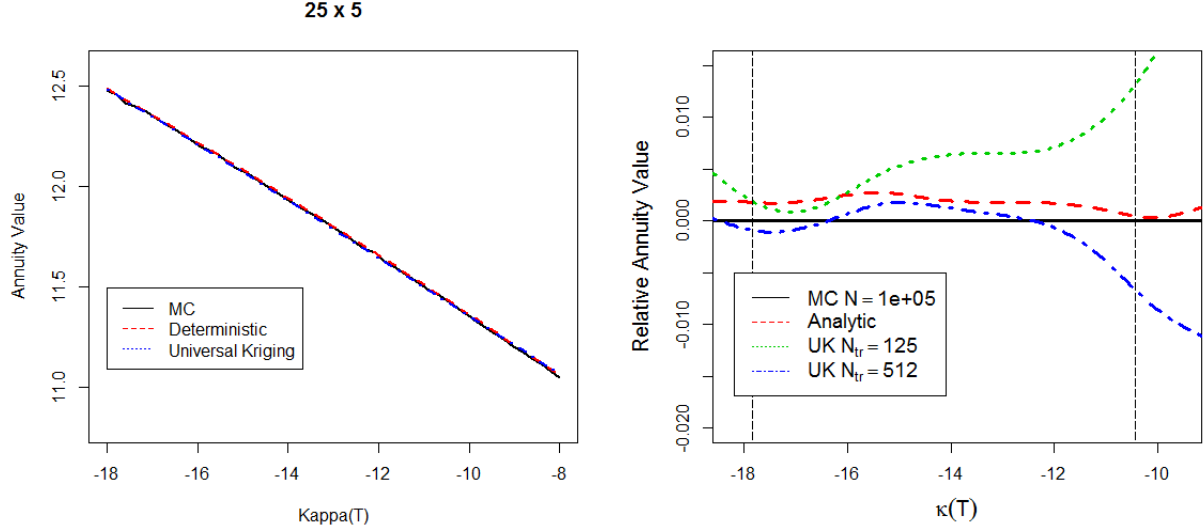 25 x 5
Annuity Value
12.5
12.0
11.5
11.0
MC
Deterministic
Universal Kriging
-18
-16
-14
-12
-10
-8
Kappa(T)
Relative Annuity Value
0.010
0.000
-0.010
-0.020
MC N = 1e+05
Analytic
UK Ntr = 125
UK Ntr = 512
-18
-16
-14
-12
-10
κ(T)